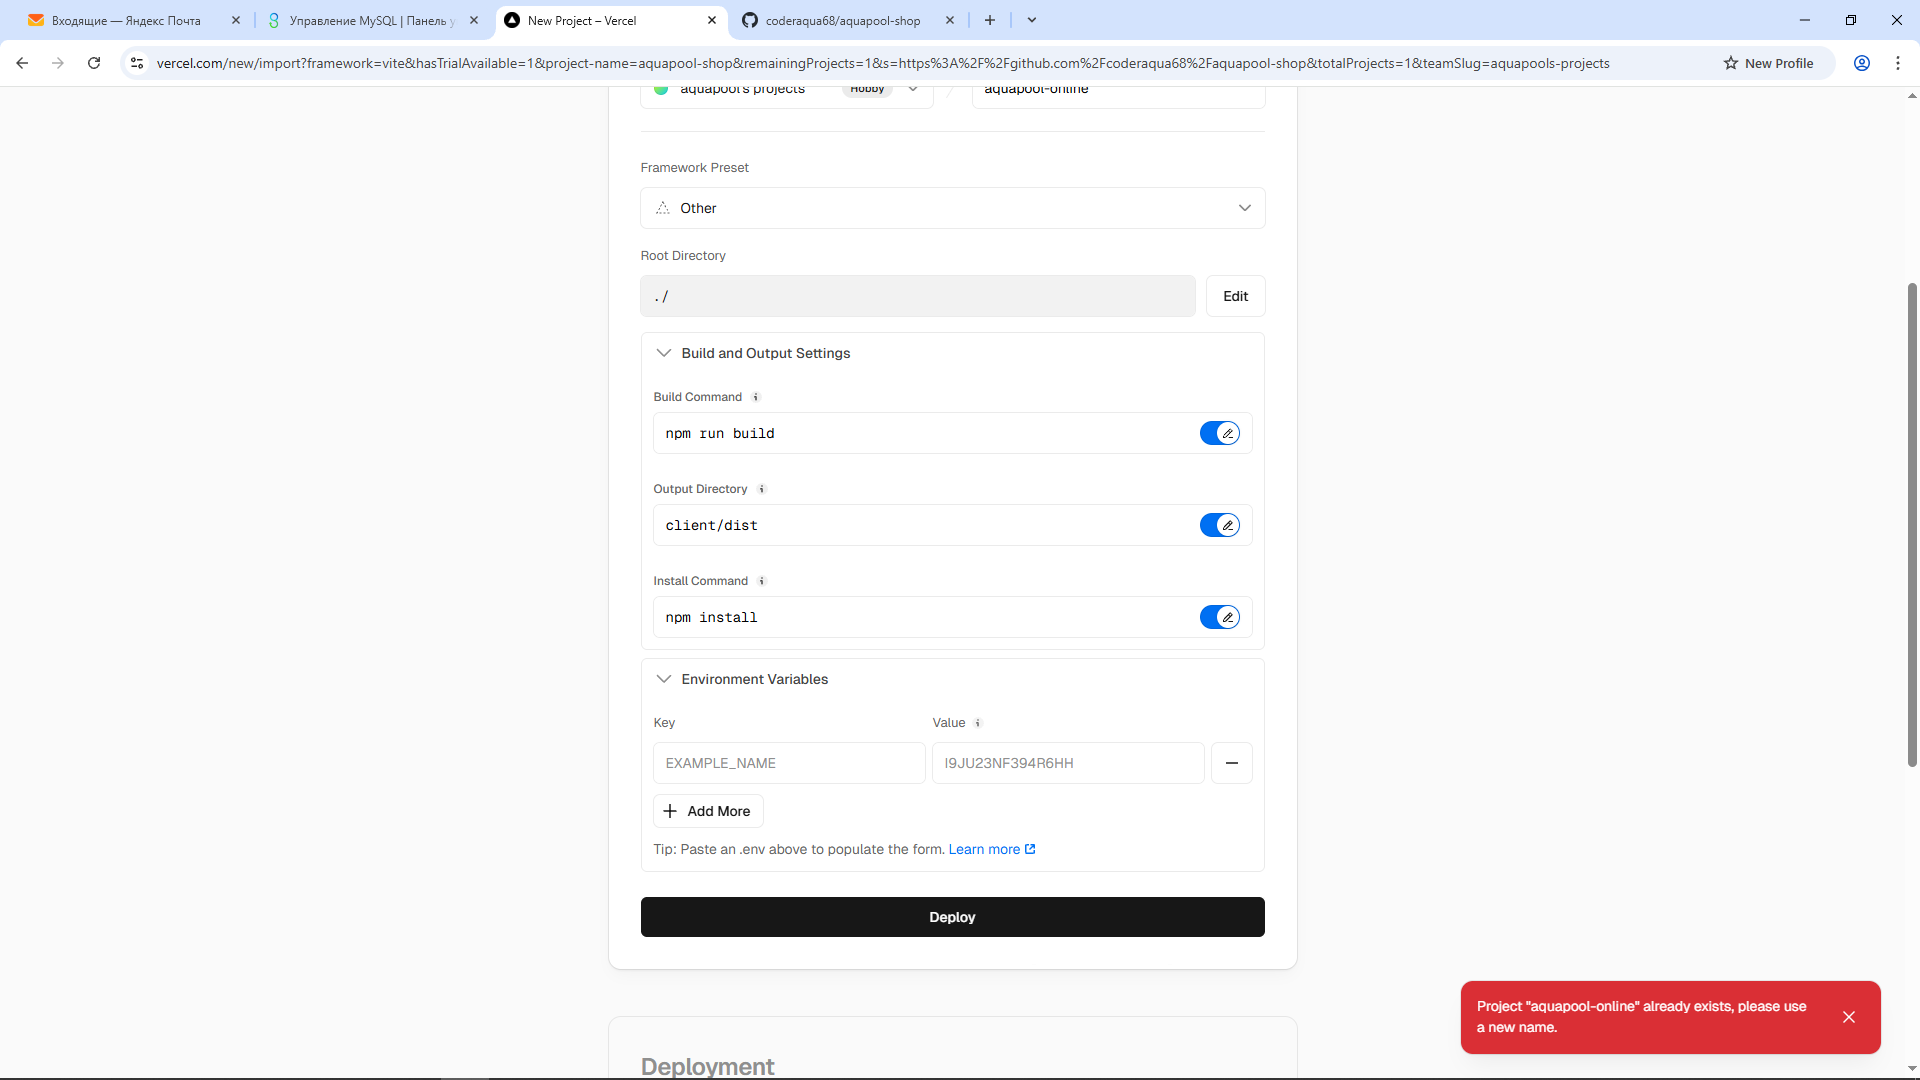 Входящие — Яндекс Почта
Управление MySQL | Панель у
New Project – Vercel
coderaqua68/aquapool-shop
vercel.com/new/import?framework=vite&hasTrialAvailable=1&project-name=aquapool-shop&remainingProjects=1&s=https%3A%2F%2Fgithub.com%2Fcoderaqua68%2Faquapool-shop&totalProjects=1&teamSlug=aquapools-projects
New Profile
aquapool's projects Hobby
aquapool-online
Framework Preset
Other
Root Directory
./
Edit
Build and Output Settings
Build Command
npm run build
Output Directory
client/dist
Install Command
npm install
Environment Variables
Key Value
EXAMPLE_NAME I9JU23NF394R6HH
Add More
Tip: Paste an .env above to populate the form. Learn more
Deploy
Project "aquapool-online" already exists, please use
a new name.
Deployment